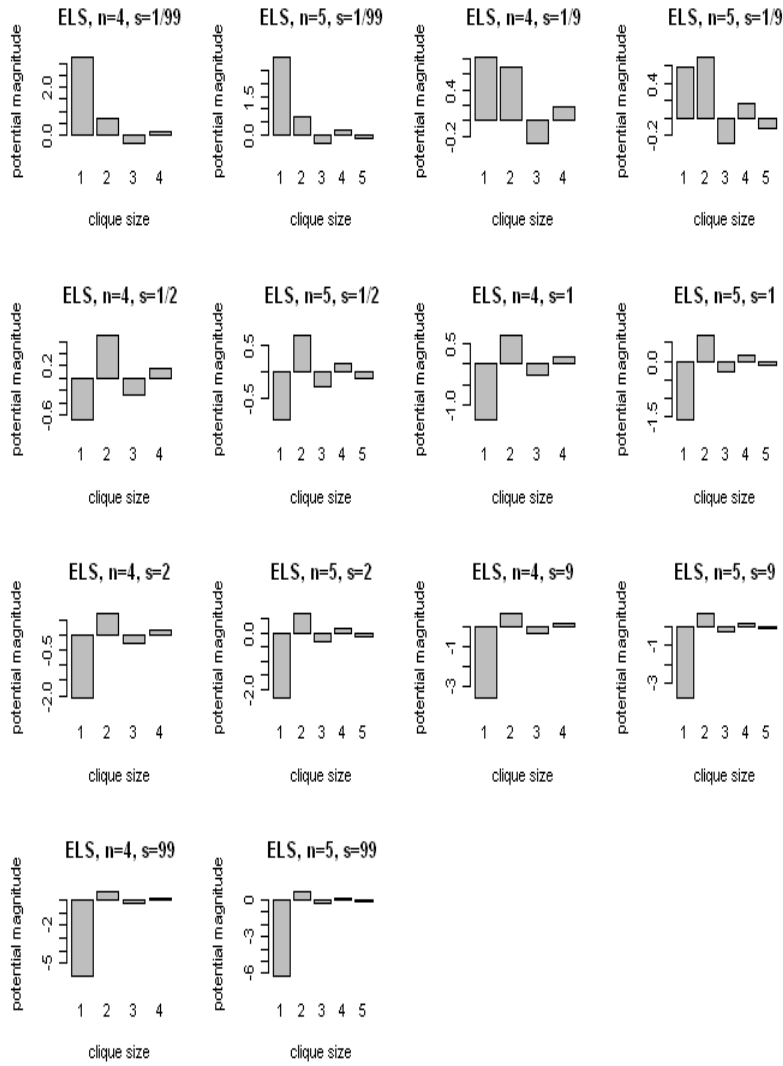 ELS, n=4, s=1/99
potential magnitude
0.0 2.0
1 2 3 4
clique size
ELS, n=5, s=1/99
potential magnitude
0.0 1.5
1 2 3 4 5
clique size
ELS, n=4, s=1/9
potential magnitude
-0.2 0.4
1 2 3 4
clique size
ELS, n=5, s=1/9
potential magnitude
-0.2 0.4
1 2 3 4 5
clique size
ELS, n=4, s=1/2
potential magnitude
-0.6 0.2
1 2 3 4
clique size
ELS, n=5, s=1/2
potential magnitude
-0.5 0.5
1 2 3 4 5
clique size
ELS, n=4, s=1
potential magnitude
-1.0 0.5
1 2 3 4
clique size
ELS, n=5, s=1
potential magnitude
-1.5 0.0
1 2 3 4 5
clique size
ELS, n=4, s=2
potential magnitude
-2.0 -0.5
1 2 3 4
clique size
ELS, n=5, s=2
potential magnitude
-2.0 0.0
1 2 3 4 5
clique size
ELS, n=4, s=9
potential magnitude
-3 -1
1 2 3 4
clique size
ELS, n=5, s=9
potential magnitude
-3 -1
1 2 3 4 5
clique size
ELS, n=4, s=99
potential magnitude
-5 -2
1 2 3 4
clique size
ELS, n=5, s=99
potential magnitude
-6 -3 0
1 2 3 4 5
clique size